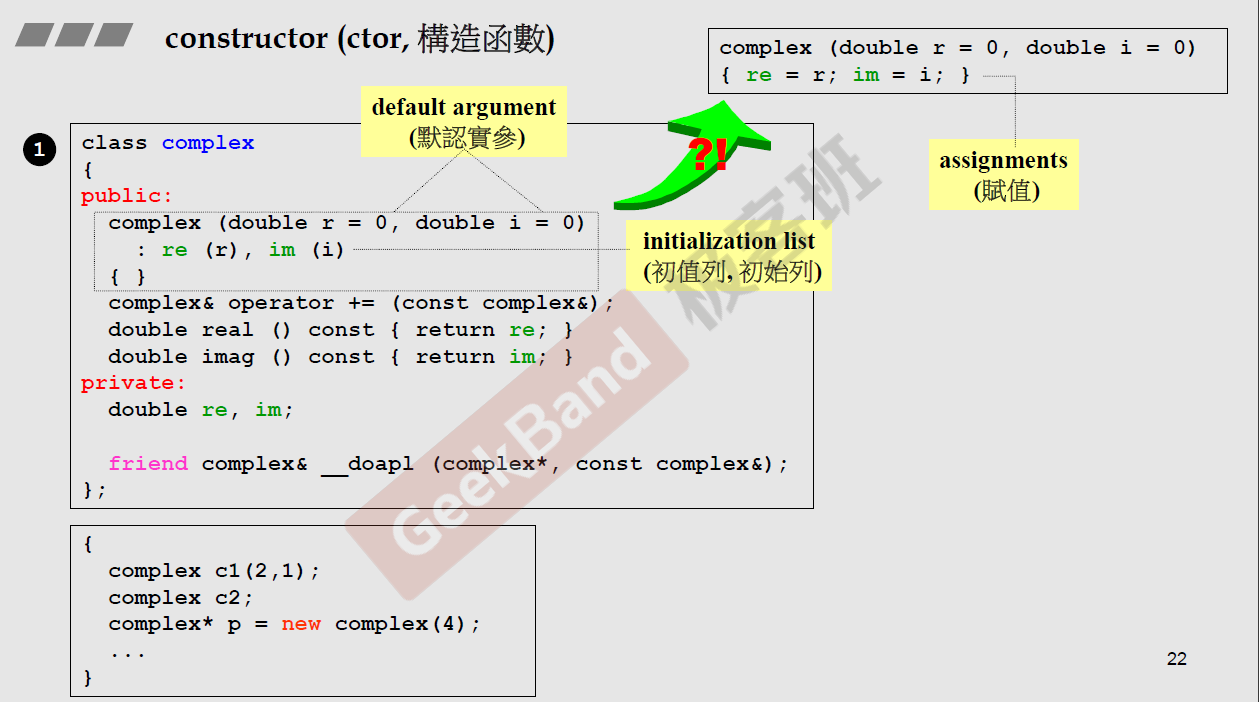 constructor (ctor, 構造函數)
complex (double r = 0, double i = 0)
{ re = r; im = i; }
assignments
(賦值)
default argument
(默認實參)
?!
1
class complex
{
public:
complex (double r = 0, double i = 0)
: re (r), im (i)
{ }
initialization list
(初值列, 初始列)
complex& operator += (const complex&);
double real () const { return re; }
double imag () const { return im; }
private:
double re, im;
friend complex& __doapl (complex*, const complex&);
};
{
complex c1(2,1);
complex c2;
complex* p = new complex(4);
...
}
GeekBand
极客班
22